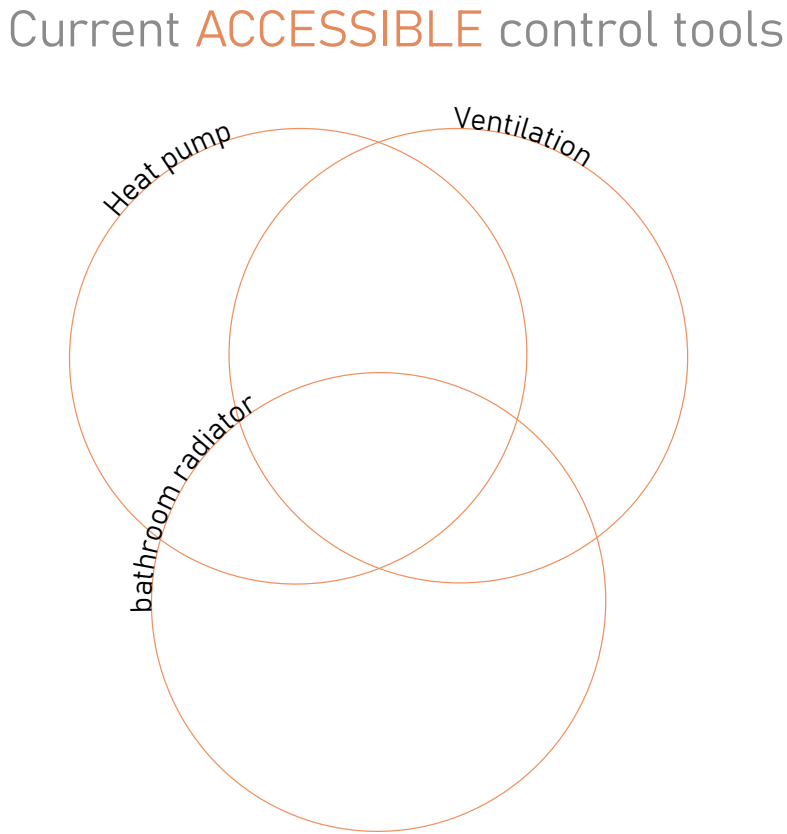 Current ACCESSIBLE control tools
Heat pump
Ventilation
bathroom radiator